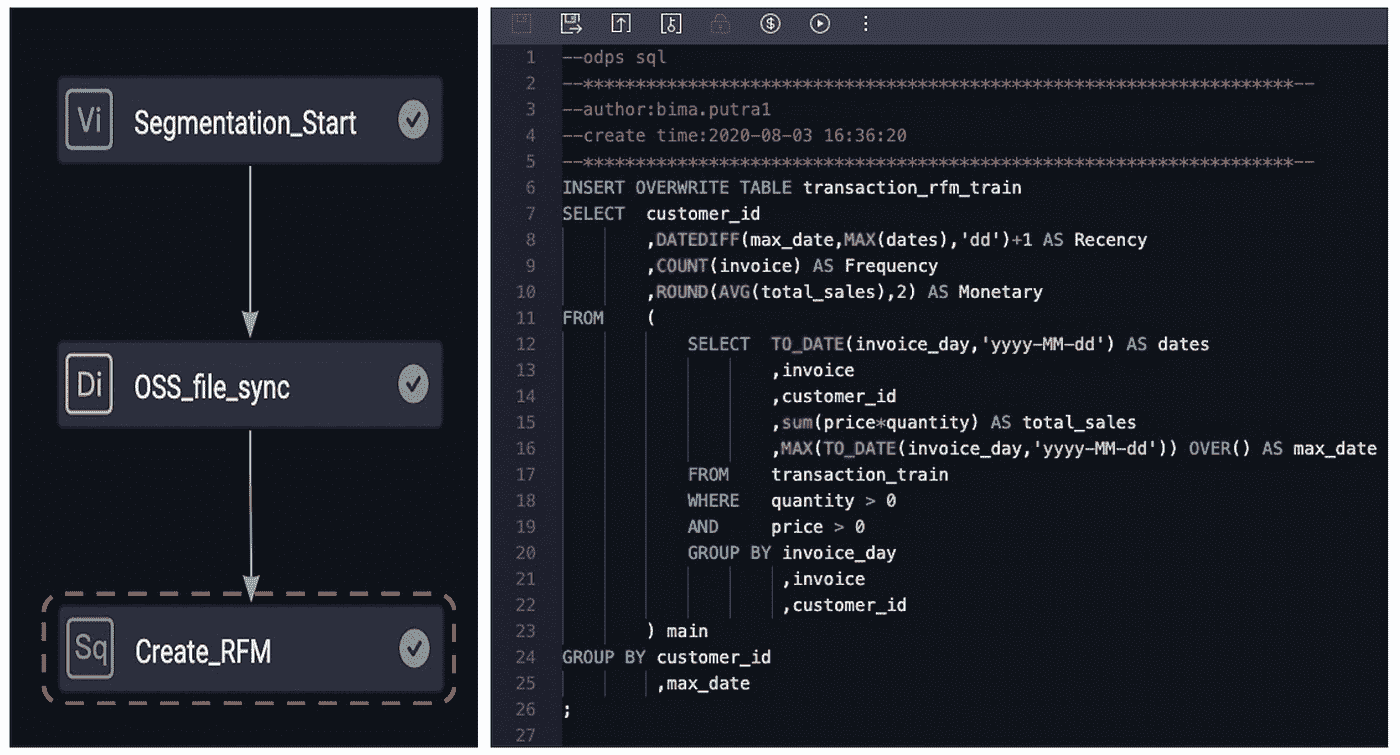 Vi Segmentation_Start
Di OSS_file_sync
Sq Create_RFM
1 --odps sql
2 --********************************************************************--
3 --author:bima.putra1
4 --create time:2020-08-03 16:36:20
5 --********************************************************************--
6 INSERT OVERWRITE TABLE transaction_rfm_train
7 SELECT customer_id
8 ,DATEDIFF(max_date,MAX(dates),'dd')+1 AS Recency
9 ,COUNT(invoice) AS Frequency
10 ,ROUND(AVG(total_sales),2) AS Monetary
11 FROM (
12 SELECT TO_DATE(invoice_day,'yyyy-MM-dd') AS dates
13 ,invoice
14 ,customer_id
15 ,sum(price*quantity) AS total_sales
16 ,MAX(TO_DATE(invoice_day,'yyyy-MM-dd')) OVER() AS max_date
17 FROM transaction_train
18 WHERE quantity > 0
19 AND price > 0
20 GROUP BY invoice_day
21 ,invoice
22 ,customer_id
23 ) main
24 GROUP BY customer_id
25 ,max_date
26 ;
27